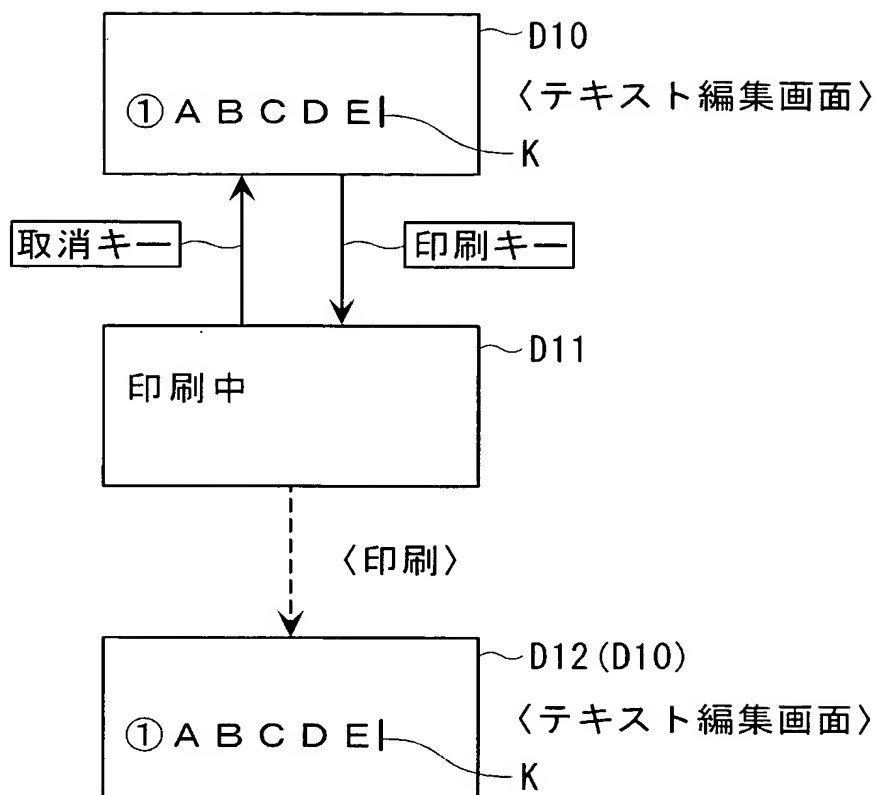 D10
〈テキスト編集画面〉
①ABCDE
K
取消キー
印刷キー
D11
印刷中
〈印刷〉
D12(D10)
〈テキスト編集画面〉
①ABCDE
K